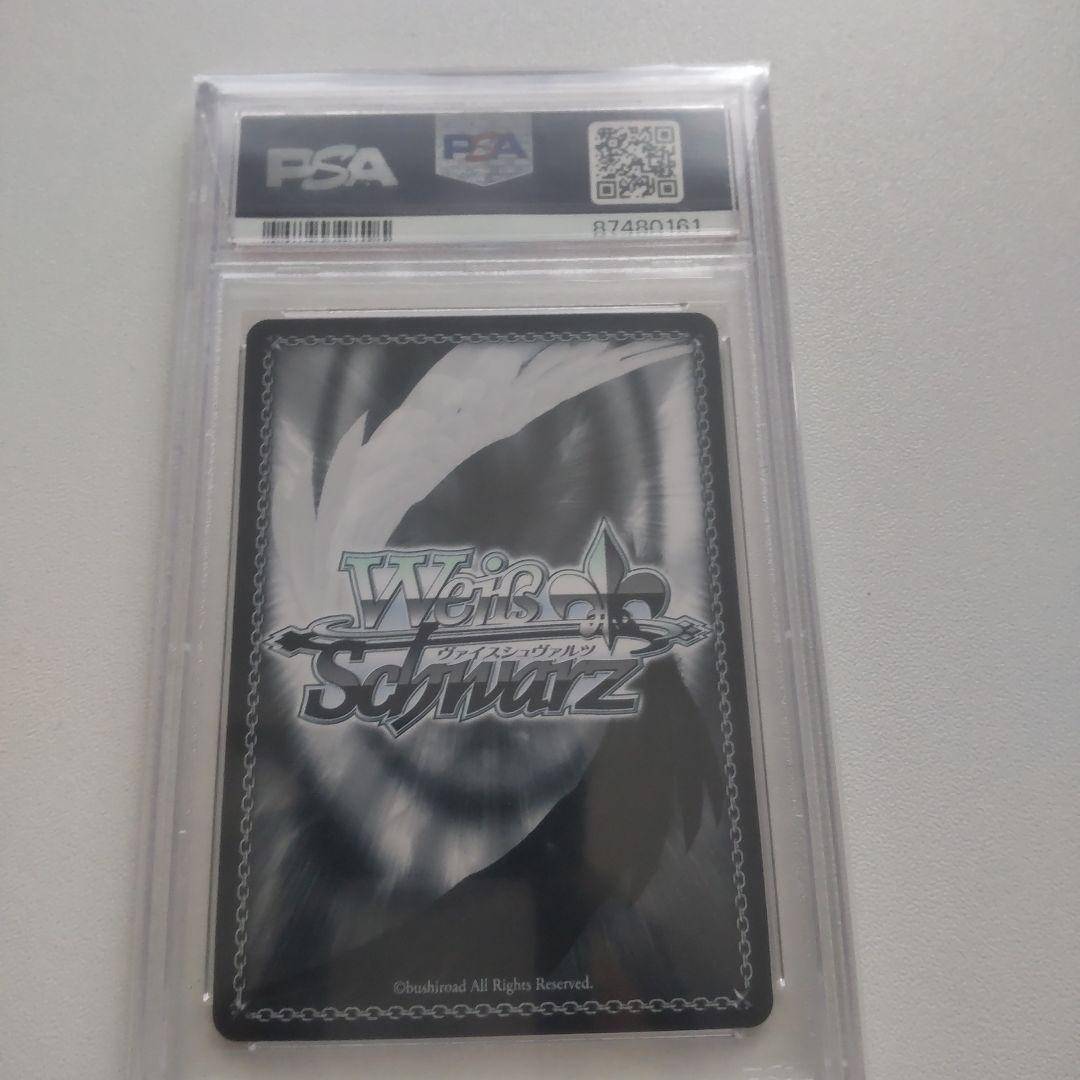 PSA
PSA
87480161
Weiß
ヴァイスシュヴァルツ
Schwarz
©bushiroad All Rights Reserved.